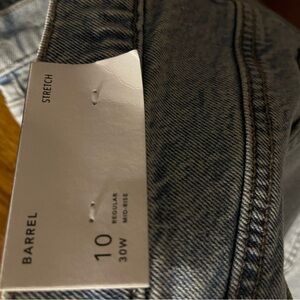 STRETCH
BARREL
10
REGULAR
MID-RISE
30W